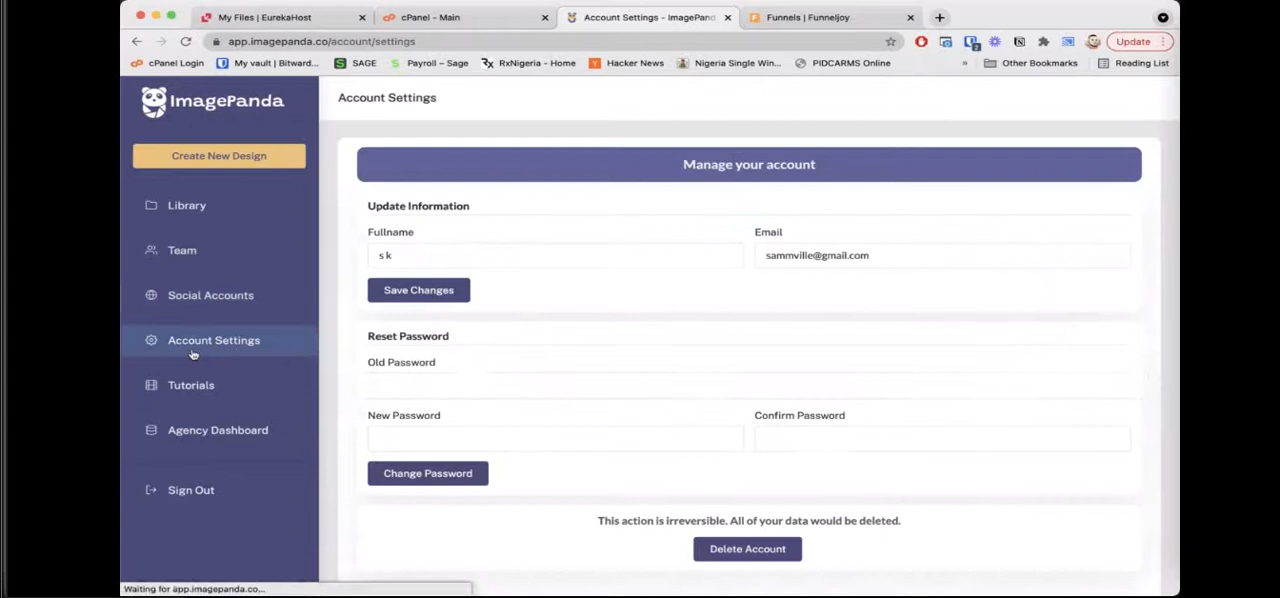 My Files | EurekaHost
cPanel - Main
Account Settings - ImagePand
Funnels | Funneljoy
app.imagepanda.co/account/settings
Update
cPanel Login
My vault | Bitward...
SAGE
Payroll – Sage
RxNigeria - Home
Hacker News
Nigeria Single Win...
PIDCARMS Online
»
Other Bookmarks
Reading List
ImagePanda
Account Settings
Create New Design
Manage your account
Library
Update Information
Fullname
Email
Team
s k
sammville@gmail.com
Save Changes
Social Accounts
Account Settings
Reset Password
Old Password
Tutorials
New Password
Confirm Password
Agency Dashboard
Change Password
Sign Out
This action is irreversible. All of your data would be deleted.
Delete Account
Waiting for app.imagepanda.co...